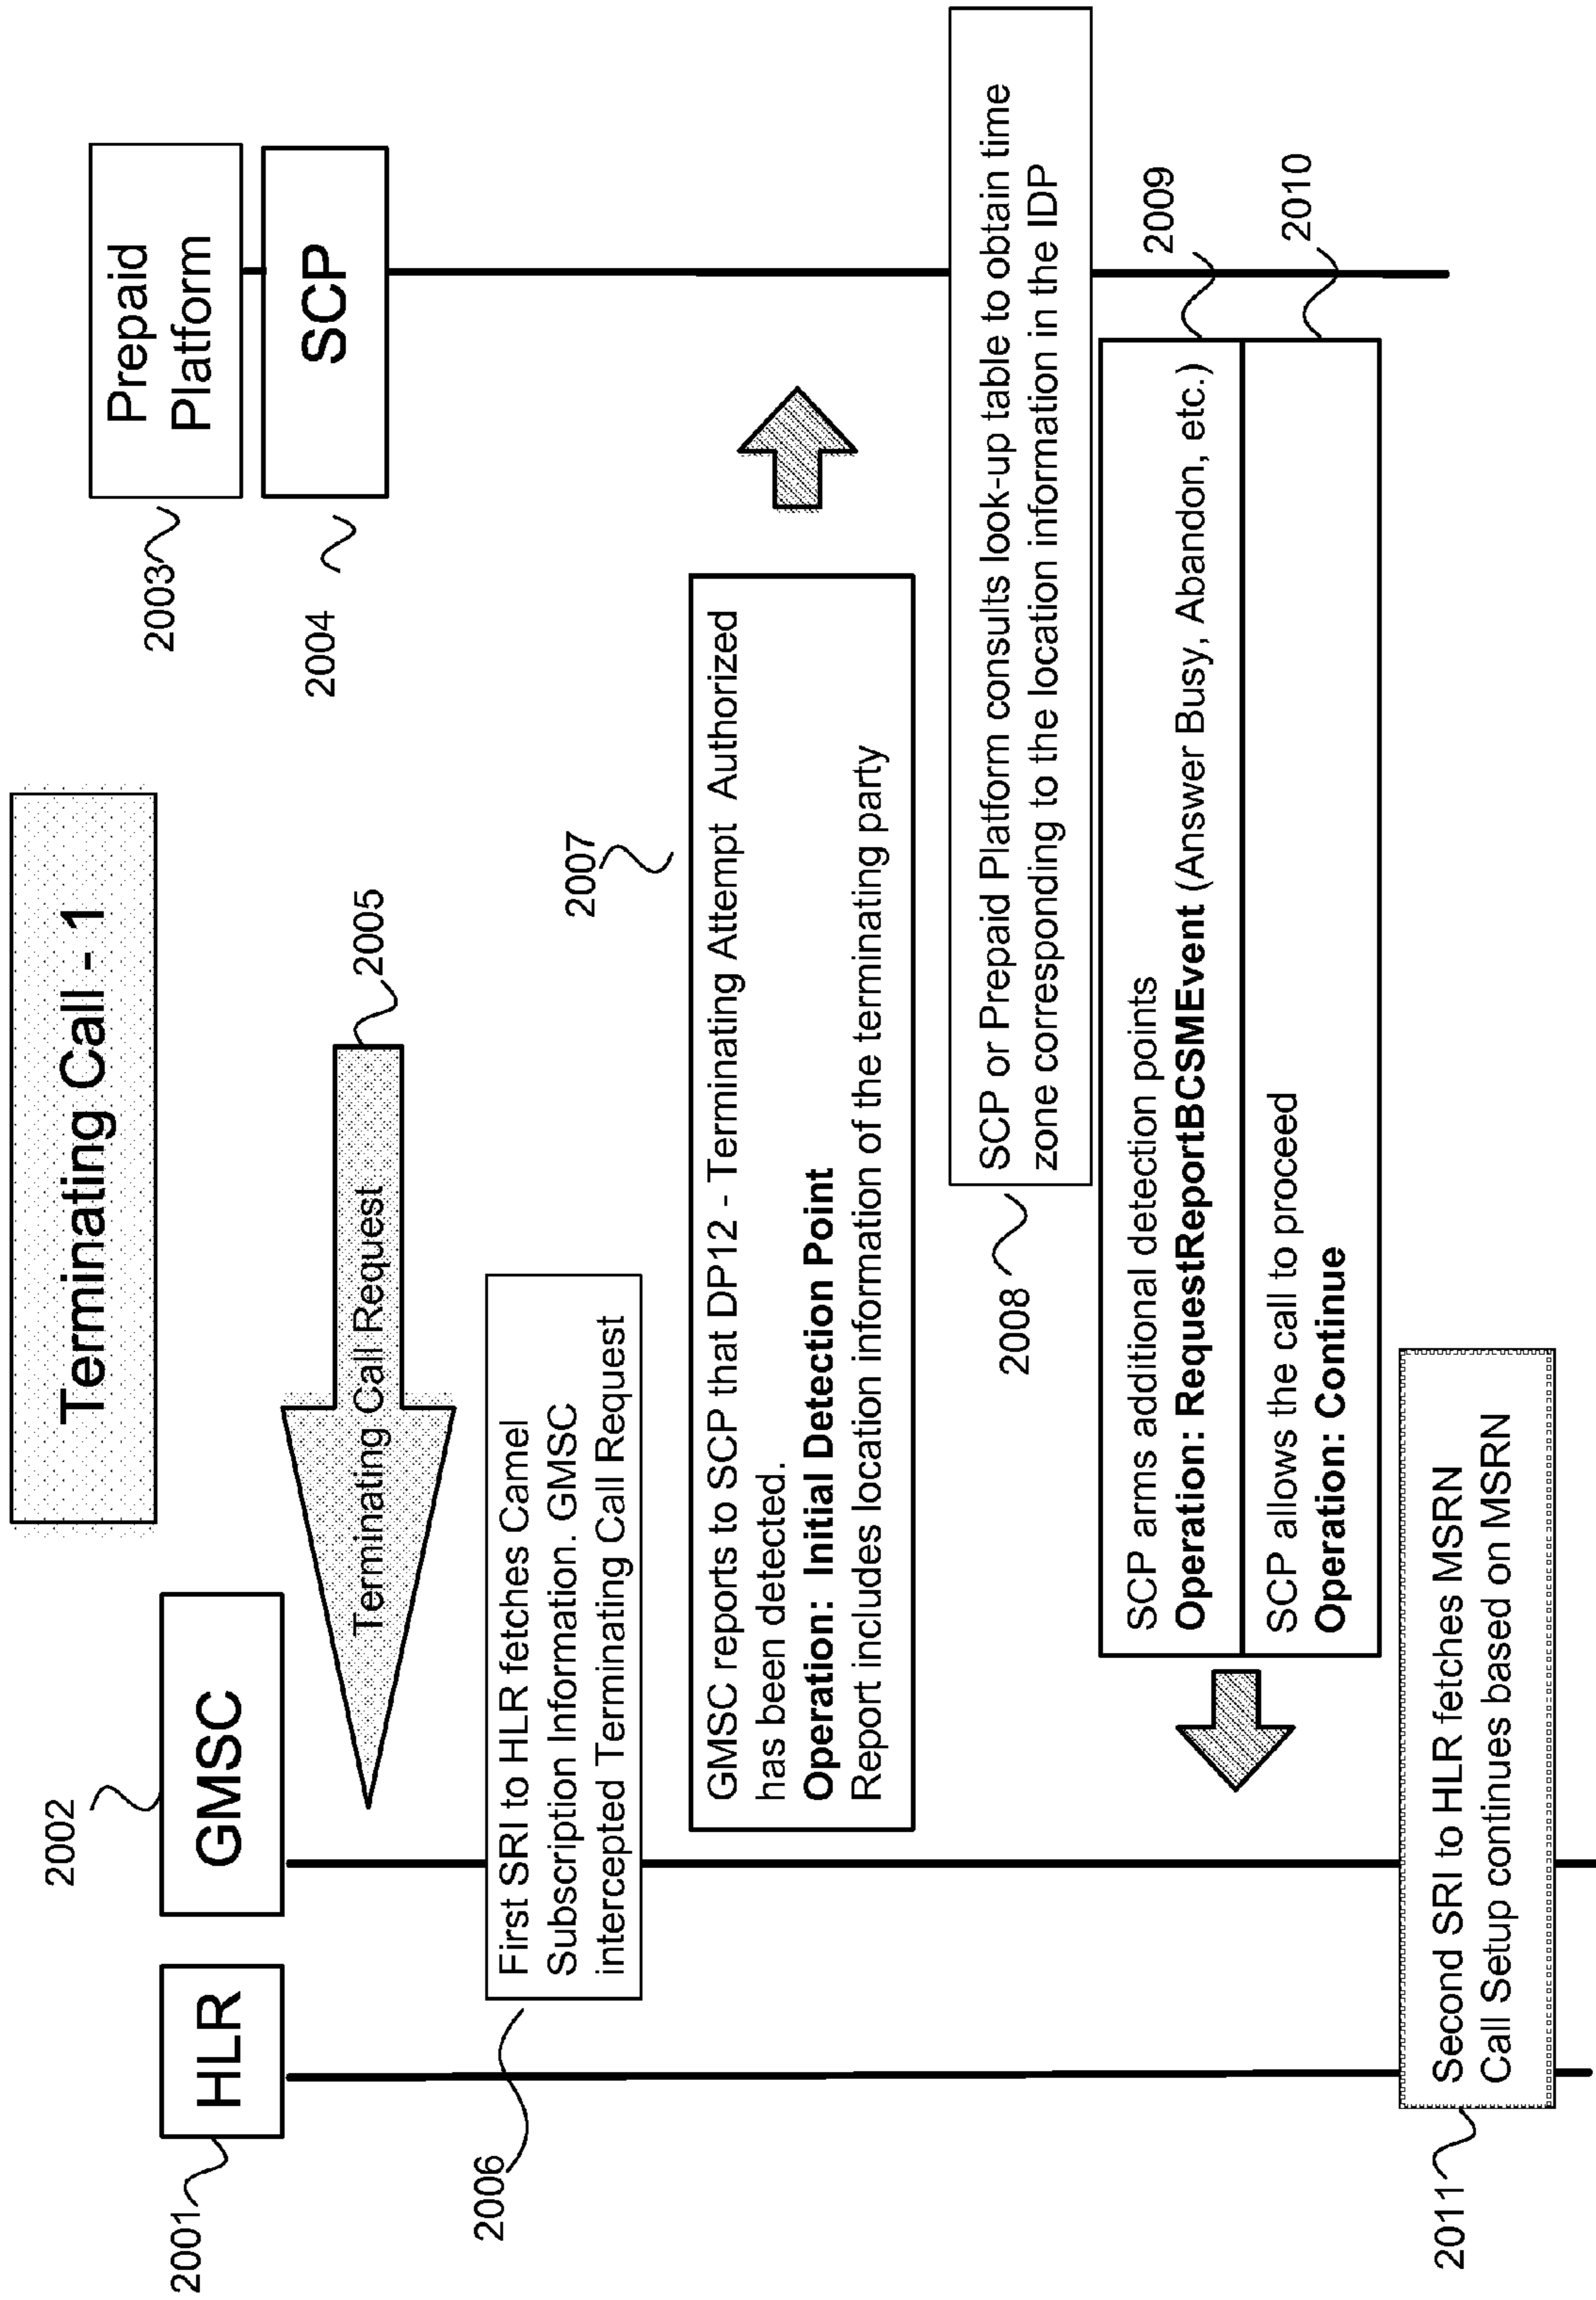 Terminating Call - 1
2001
HLR
2002
GMSC
2003
Prepaid
Platform
2004
SCP
2005
Terminating Call Request
2006
First SRI to HLR fetches Camel
Subscription Information. GMSC
intercepted Terminating Call Request
2007
GMSC reports to SCP that DP12 - Terminating Attempt Authorized
has been detected.
Operation: Initial Detection Point
Report includes location information of the terminating party
2008
SCP or Prepaid Platform consults look-up table to obtain time
zone corresponding to the location information in the IDP
2009
SCP arms additional detection points
Operation: RequestReportBCSMEvent (Answer Busy, Abandon, etc.)
2010
SCP allows the call to proceed
Operation: Continue
2011
Second SRI to HLR fetches MSRN
Call Setup continues based on MSRN